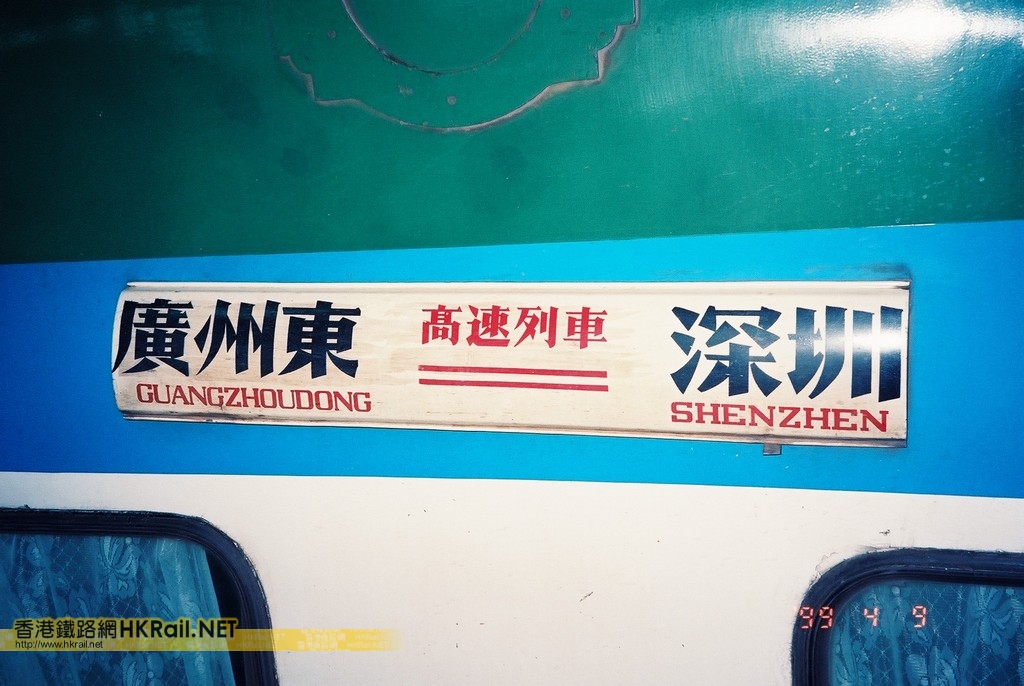 廣州東
GUANGZHOUDONG
高速列車
深圳
SHENZHEN
香港鐵路網HKRail.NET
http://www.hkrail.net
'99 4 9